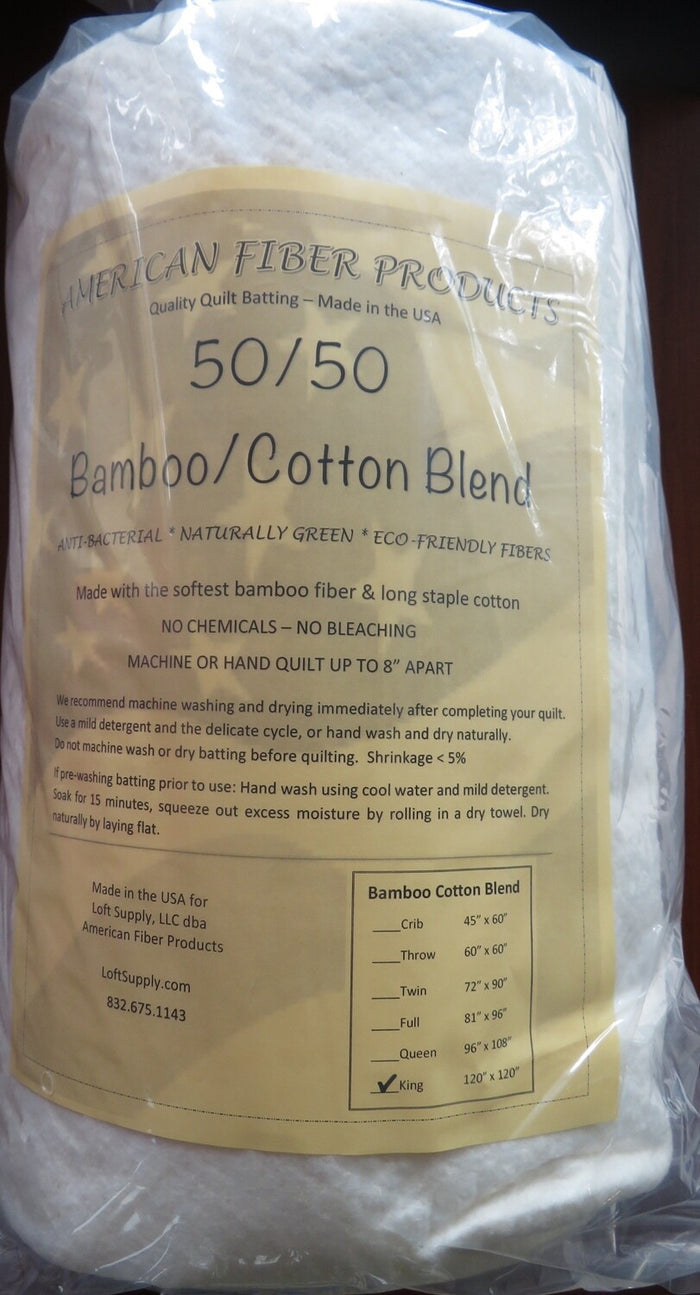 AMERICAN FIBER PRODUCTS
Quality Quilt Batting – Made in the USA
50/50
Bamboo/Cotton Blend
ANTI-BACTERIAL * NATURALLY GREEN * ECO-FRIENDLY FIBERS
Made with the softest bamboo fiber & long staple cotton
NO CHEMICALS – NO BLEACHING
MACHINE OR HAND QUILT UP TO 8” APART
We recommend machine washing and drying immediately after completing your quilt.
Use a mild detergent and the delicate cycle, or hand wash and dry naturally.
Do not machine wash or dry batting before quilting. Shrinkage < 5%
If pre-washing batting prior to use: Hand wash using cool water and mild detergent.
Soak for 15 minutes, squeeze out excess moisture by rolling in a dry towel. Dry
naturally by laying flat.
Made in the USA for
Loft Supply, LLC dba
American Fiber Products
LoftSupply.com
832.675.1143
Bamboo Cotton Blend
____Crib 45” x 60”
____Throw 60” x 60”
____Twin 72” x 90”
____Full 81” x 96”
____Queen 96” x 108”
_✔_King 120” x 120”